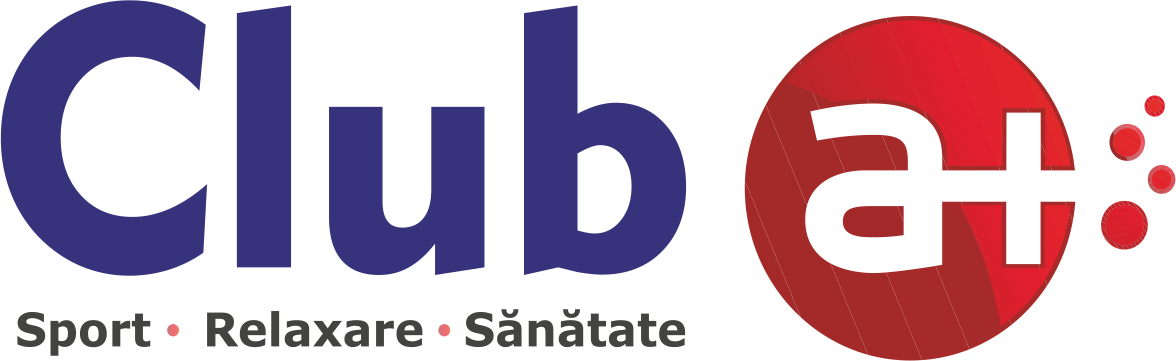 Club a+
Sport • Relaxare • Sănătate